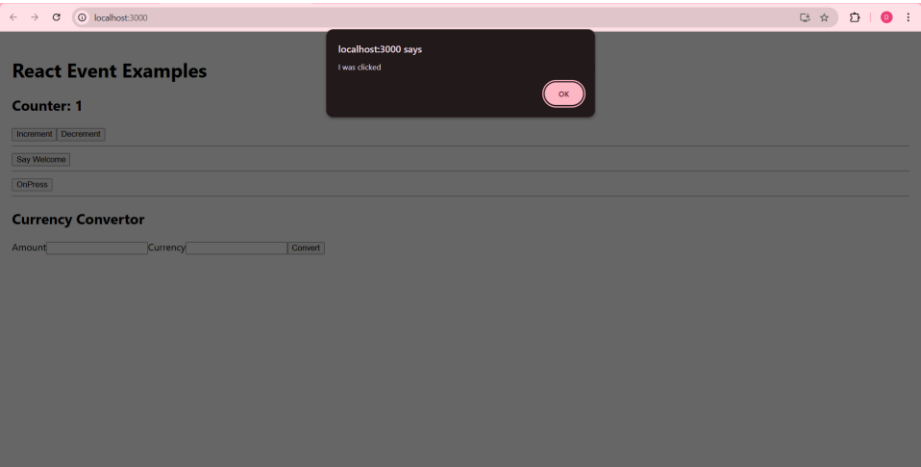 localhost:3000
localhost:3000 says
I was clicked
OK
React Event Examples
Counter: 1
Increment Decrement
Say Welcome
OnPress
Currency Convertor
Amount Currency Convert